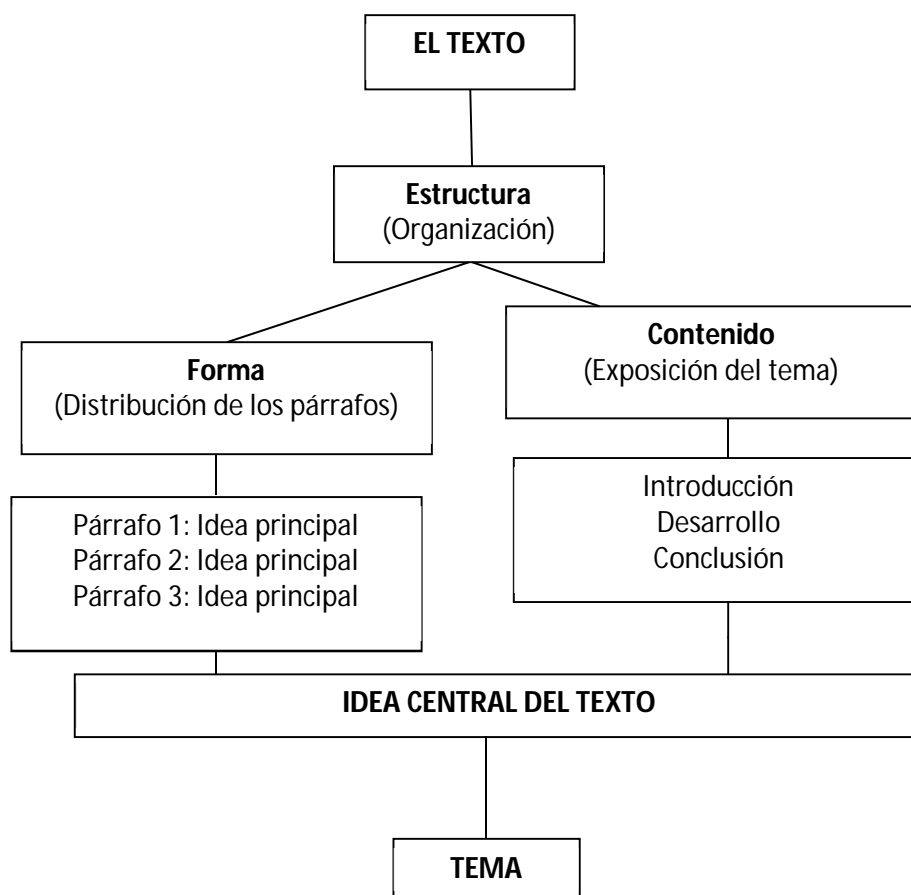 EL TEXTO
Estructura
(Organización)
Forma
(Distribución de los párrafos)
Contenido
(Exposición del tema)
Párrafo 1: Idea principal
Párrafo 2: Idea principal
Párrafo 3: Idea principal
Introducción
Desarrollo
Conclusión
IDEA CENTRAL DEL TEXTO
TEMA